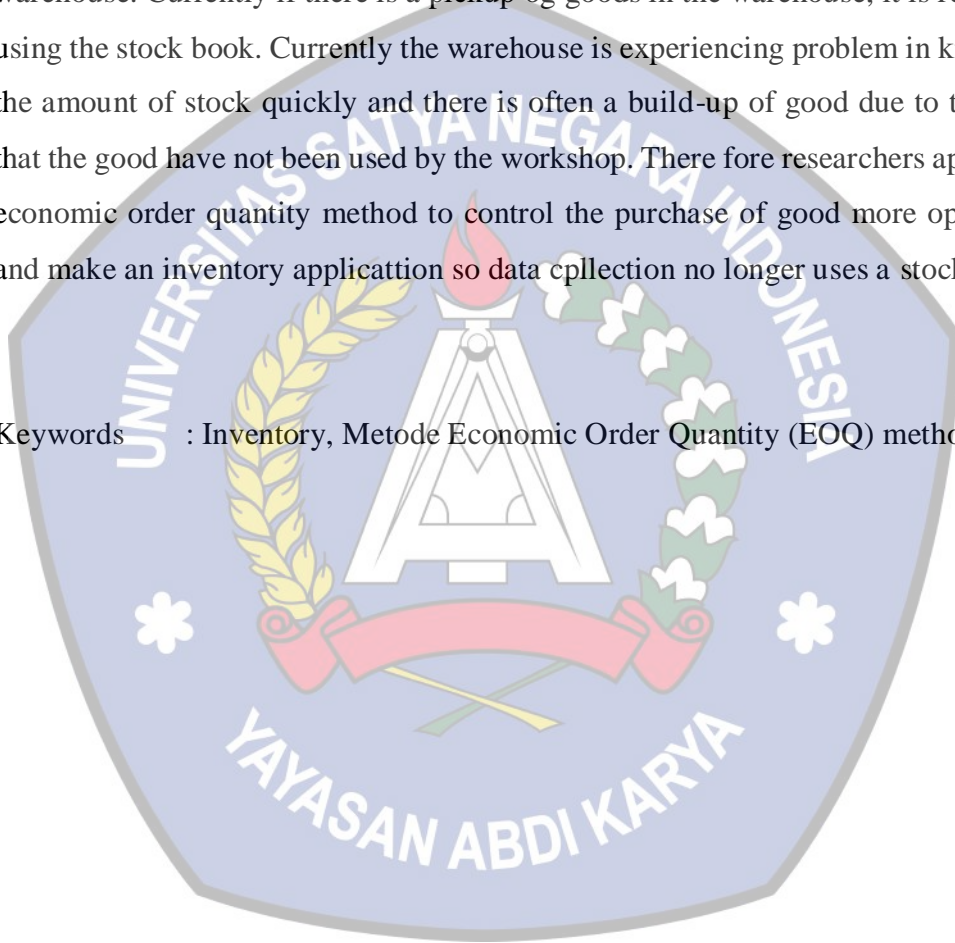 warehouse. Currently if there is a pickup og goods in the warehouse, it is
using the stock book. Currently the warehouse is experiencing problem in
the amount of stock quickly and there is often a build-up of good due to
that the good have not been used by the workshop. There fore researchers
economic order quantity method to control the purchase of good more
and make an inventory applicattion so data cpllection no longer uses a stock
Keywords : Inventory, Metode Economic Order Quantity (EOQ)
UNIVERSITAS SATYA NEGARA INDONESIA
YAYASAN ABDI KARYA